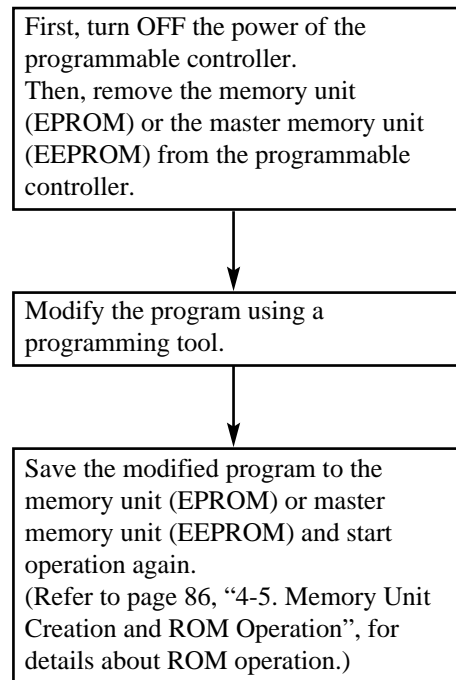 First, turn OFF the power of the
programmable controller.
Then, remove the memory unit
(EPROM) or the master memory unit
(EEPROM) from the programmable
controller.
Modify the program using a
programming tool.
Save the modified program to the
memory unit (EPROM) or master
memory unit (EEPROM) and start
operation again.
(Refer to page 86, “4-5. Memory Unit
Creation and ROM Operation”, for
details about ROM operation.)